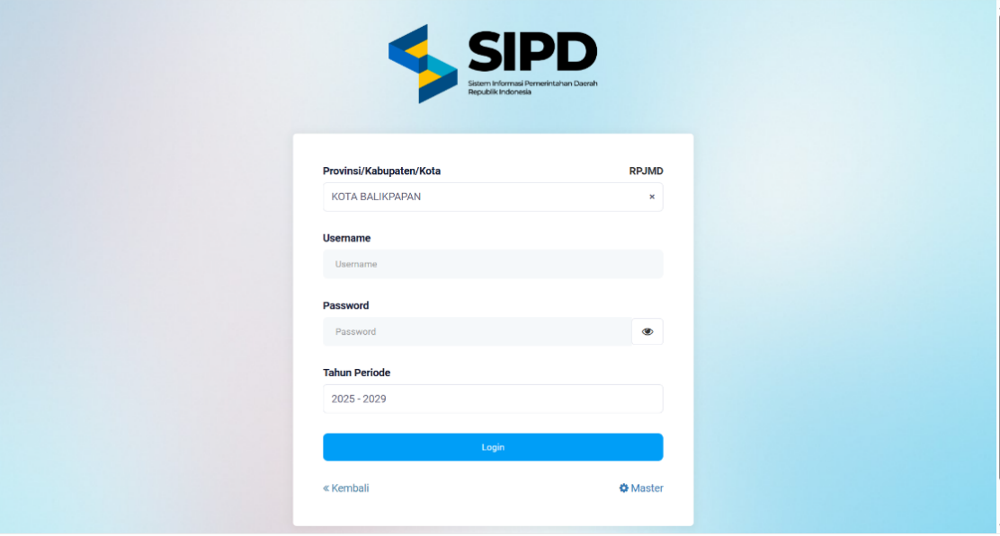 SIPD
Sistem Informasi Pemerintahan Daerah
Republik Indonesia
Provinsi/Kabupaten/Kota RPJMD
KOTA BALIKPAPAN ×
Username
Username
Password
Password
Tahun Periode
2025 - 2029
Login
« Kembali Master